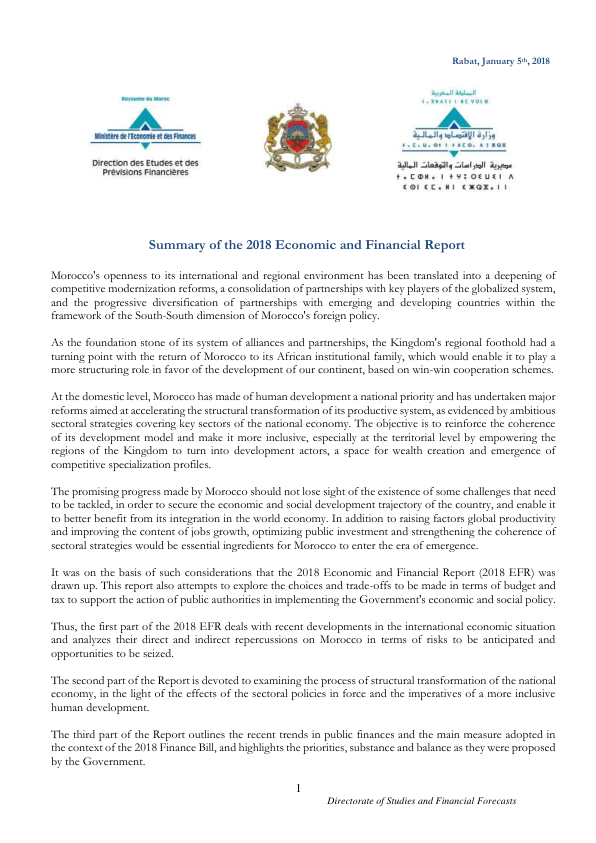 Rabat, January 5th, 2018
Royaume du Maroc
Ministère de l'Economie et des Finances
Direction des Etudes et des
Prévisions Financières
المملكة المغربية
وزارة الاقتصاد والمالية
مديرية الدراسات والتوقعات المالية
Summary of the 2018 Economic and Financial Report
Morocco's openness to its international and regional environment has been translated into a deepening of
competitive modernization reforms, a consolidation of partnerships with key players of the globalized system,
and the progressive diversification of partnerships with emerging and developing countries within the
framework of the South-South dimension of Morocco's foreign policy.
As the foundation stone of its system of alliances and partnerships, the Kingdom's regional foothold had a
turning point with the return of Morocco to its African institutional family, which would enable it to play a
more structuring role in favor of the development of our continent, based on win-win cooperation schemes.
At the domestic level, Morocco has made of human development a national priority and has undertaken major
reforms aimed at accelerating the structural transformation of its productive system, as evidenced by ambitious
sectoral strategies covering key sectors of the national economy. The objective is to reinforce the coherence
of its development model and make it more inclusive, especially at the territorial level by empowering the
regions of the Kingdom to turn into development actors, a space for wealth creation and emergence of
competitive specialization profiles.
The promising progress made by Morocco should not lose sight of the existence of some challenges that need
to be tackled, in order to secure the economic and social development trajectory of the country, and enable it
to better benefit from its integration in the world economy. In addition to raising factors global productivity
and improving the content of jobs growth, optimizing public investment and strengthening the coherence of
sectoral strategies would be essential ingredients for Morocco to enter the era of emergence.
It was on the basis of such considerations that the 2018 Economic and Financial Report (2018 EFR) was
drawn up. This report also attempts to explore the choices and trade-offs to be made in terms of budget and
tax to support the action of public authorities in implementing the Government's economic and social policy.
Thus, the first part of the 2018 EFR deals with recent developments in the international economic situation
and analyzes their direct and indirect repercussions on Morocco in terms of risks to be anticipated and
opportunities to be seized.
The second part of the Report is devoted to examining the process of structural transformation of the national
economy, in the light of the effects of the sectoral policies in force and the imperatives of a more inclusive
human development.
The third part of the Report outlines the recent trends in public finances and the main measure adopted in
the context of the 2018 Finance Bill, and highlights the priorities, substance and balance as they were proposed
by the Government.
1
Directorate of Studies and Financial Forecasts